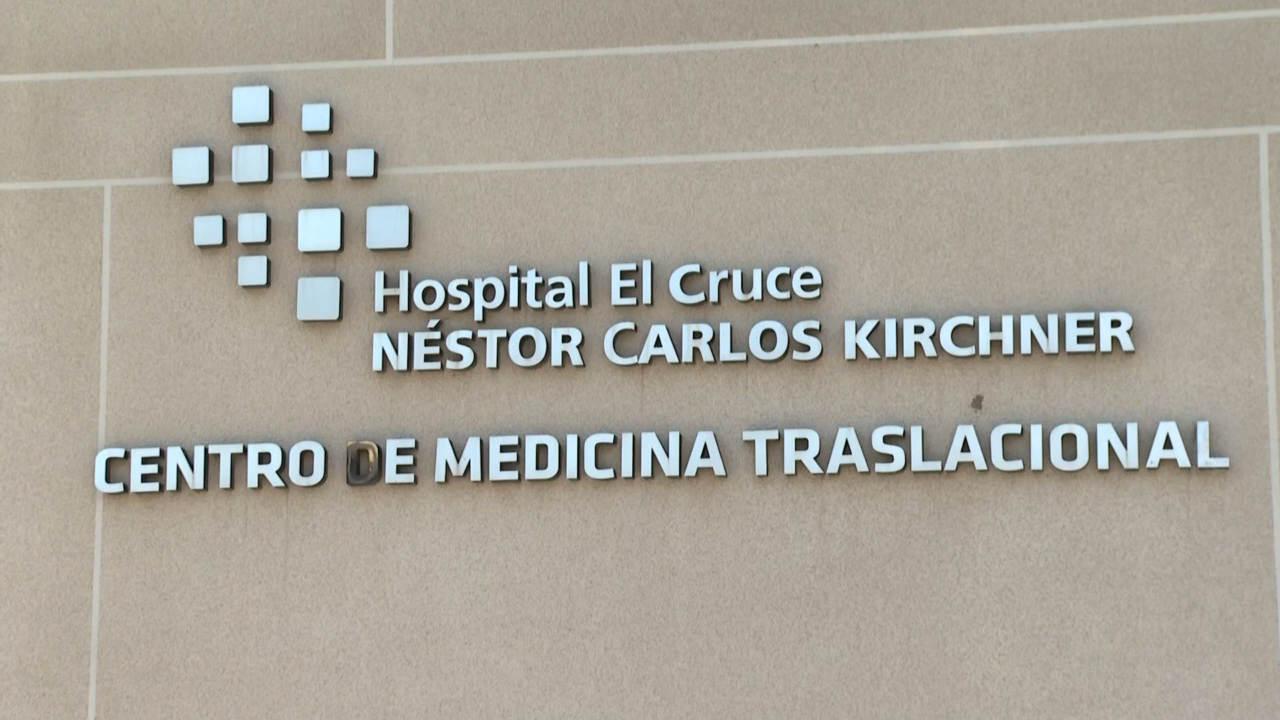 Hospital El Cruce
NÉSTOR CARLOS KIRCHNER
CENTRO DE MEDICINA TRASLACIONAL